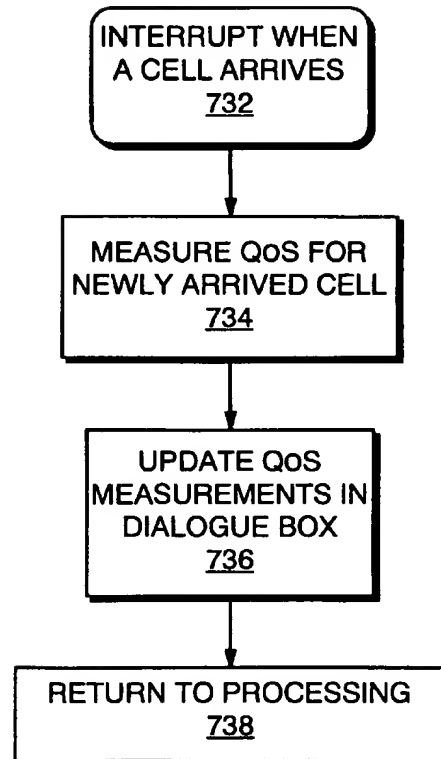 INTERRUPT WHEN
A CELL ARRIVES
732
MEASURE QoS FOR
NEWLY ARRIVED CELL
734
UPDATE QoS
MEASUREMENTS IN
DIALOGUE BOX
736
RETURN TO PROCESSING
738